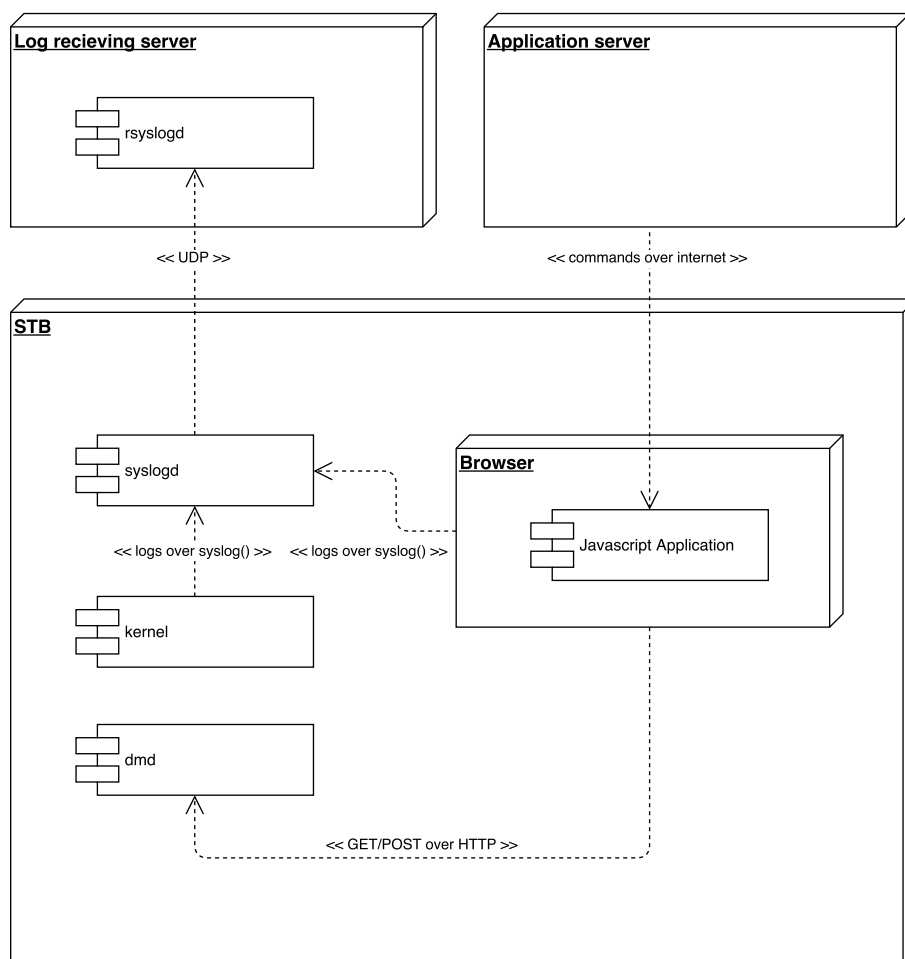 Log recieving server
Application server
rsyslogd
<< UDP >>
<< commands over internet >>
STB
syslogd
Browser
Javascript Application
<< logs over syslog() >>
<< logs over syslog() >>
kernel
dmd
<< GET/POST over HTTP >>